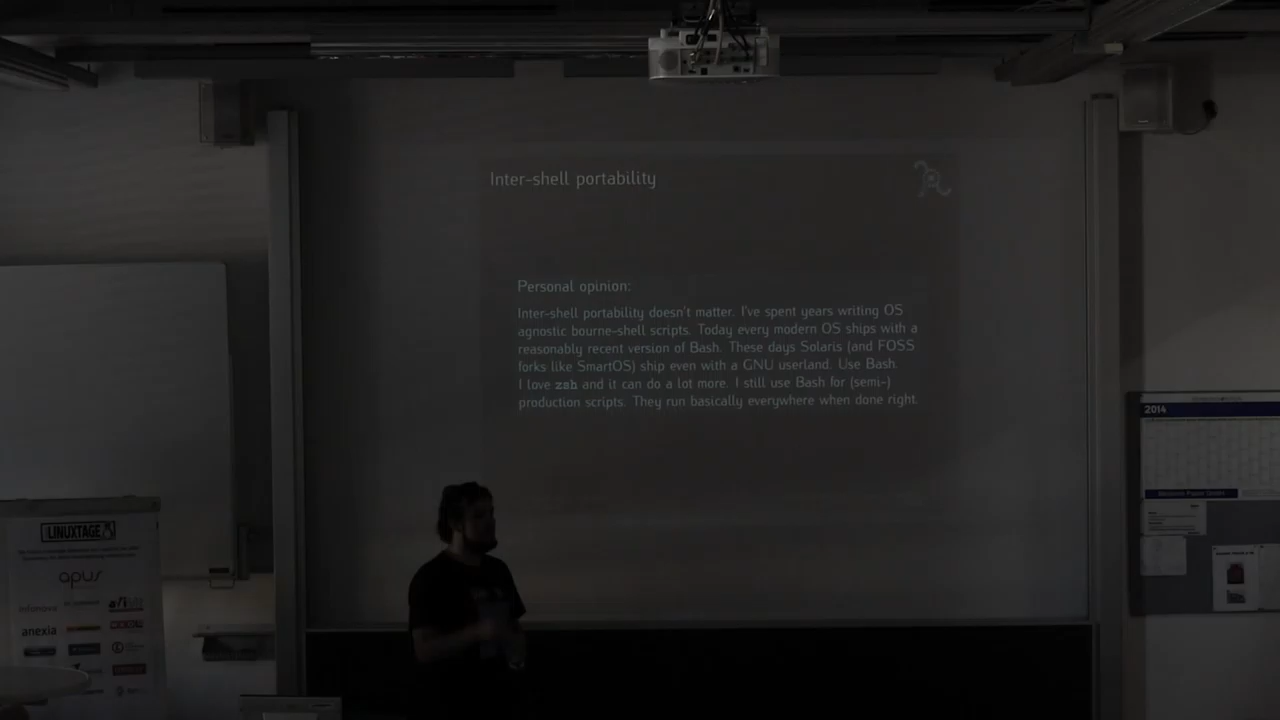 Inter-shell portability
Personal opinion:
Inter-shell portability doesn't matter. I've spent years writing OS
agnostic bourne-shell scripts. Today every modern OS ships with a
reasonably recent version of Bash. These days Solaris (and FOSS
forks like SmartOS) ship even with a GNU userland. Use Bash.
I love zsh and it can do a lot more. I still use Bash for (semi-)
production scripts. They run basically everywhere when done right.
2014
LINUXTAGE
apus
anexia